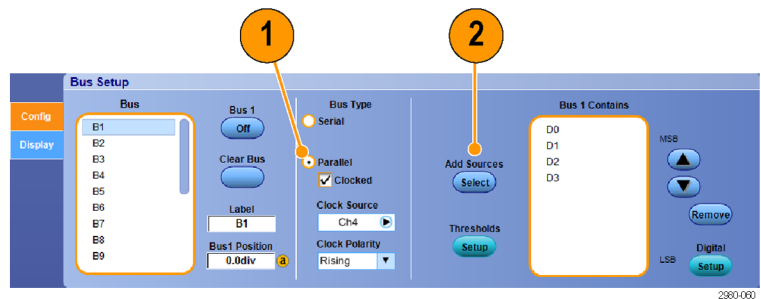 1
2
Bus Setup
Config
Display
Bus
B1
B2
B3
B4
B5
B6
B7
B8
B9
Bus 1
Off
Clear Bus
Label
B1
Bus1 Position
0.0div a
Bus Type
Serial
Parallel
Clocked
Clock Source
Ch4
Clock Polarity
Rising
Add Sources
Select
Thresholds
Setup
Bus 1 Contains
D0
D1
D2
D3
MSB
Remove
LSB
Digital
Setup
2980-060